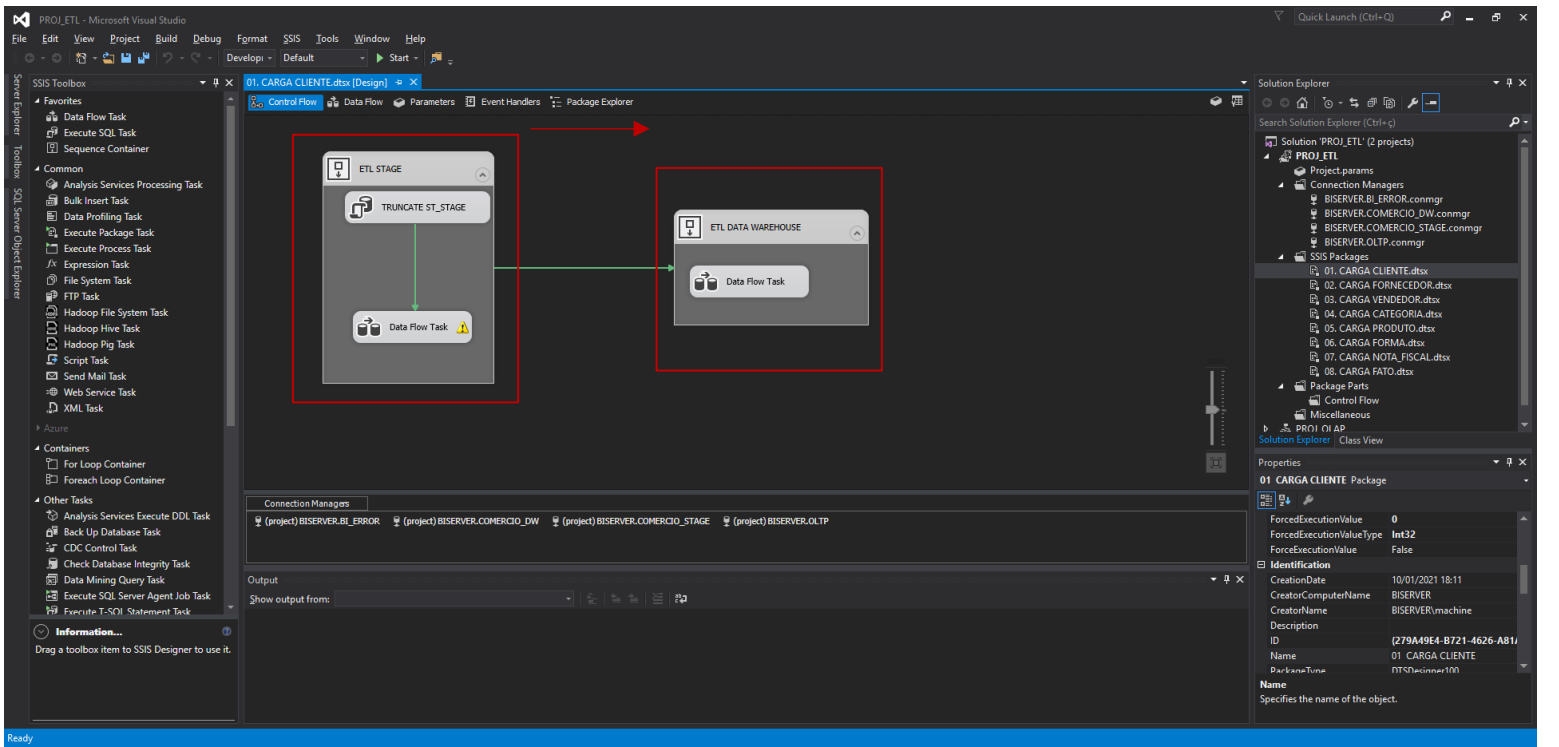 PROJ_ETL - Microsoft Visual Studio
Quick Launch (Ctrl+Q)
File Edit View Project Build Debug Format SSIS Tools Window Help
Developı Default Start
Server Explorer
Toolbox
SQL Server Object Explorer
SSIS Toolbox
Favorites
Data Flow Task
Execute SQL Task
Sequence Container
Common
Analysis Services Processing Task
Bulk Insert Task
Data Profiling Task
Execute Package Task
Execute Process Task
Expression Task
File System Task
FTP Task
Hadoop File System Task
Hadoop Hive Task
Hadoop Pig Task
Script Task
Send Mail Task
Web Service Task
XML Task
Azure
Containers
For Loop Container
Foreach Loop Container
Other Tasks
Analysis Services Execute DDL Task
Back Up Database Task
CDC Control Task
Check Database Integrity Task
Data Mining Query Task
Execute SQL Server Agent Job Task
Execute T-SQL Statement Task
Information...
Drag a toolbox item to SSIS Designer to use it.
01. CARGA CLIENTE.dtsx [Design]
Control Flow Data Flow Parameters Event Handlers Package Explorer
ETL STAGE
TRUNCATE ST_STAGE
Data Flow Task
ETL DATA WAREHOUSE
Data Flow Task
Connection Managers
(project) BISERVER.BI_ERROR (project) BISERVER.COMERCIO_DW (project) BISERVER.COMERCIO_STAGE (project) BISERVER.OLTP
Output
Show output from:
Solution Explorer
Search Solution Explorer (Ctrl+ç)
Solution 'PROJ_ETL' (2 projects)
PROJ_ETL
Project.params
Connection Managers
BISERVER.BI_ERROR.conmgr
BISERVER.COMERCIO_DW.conmgr
BISERVER.COMERCIO_STAGE.conmgr
BISERVER.OLTP.conmgr
SSIS Packages
01. CARGA CLIENTE.dtsx
02. CARGA FORNECEDOR.dtsx
03. CARGA VENDEDOR.dtsx
04. CARGA CATEGORIA.dtsx
05. CARGA PRODUTO.dtsx
06. CARGA FORMA.dtsx
07. CARGA NOTA_FISCAL.dtsx
08. CARGA FATO.dtsx
Package Parts
Control Flow
Miscellaneous
PROJ_OLAP
Solution Explorer Class View
Properties
01 CARGA CLIENTE Package
ForcedExecutionValue 0
ForcedExecutionValueType Int32
ForceExecutionValue False
Identification
CreationDate 10/01/2021 18:11
CreatorComputerName BISERVER
CreatorName BISERVER\machine
Description
ID {279A49E4-B721-4626-A81
Name 01 CARGA CLIENTE
PackageType DTSDesigner100
Name
Specifies the name of the object.
Ready